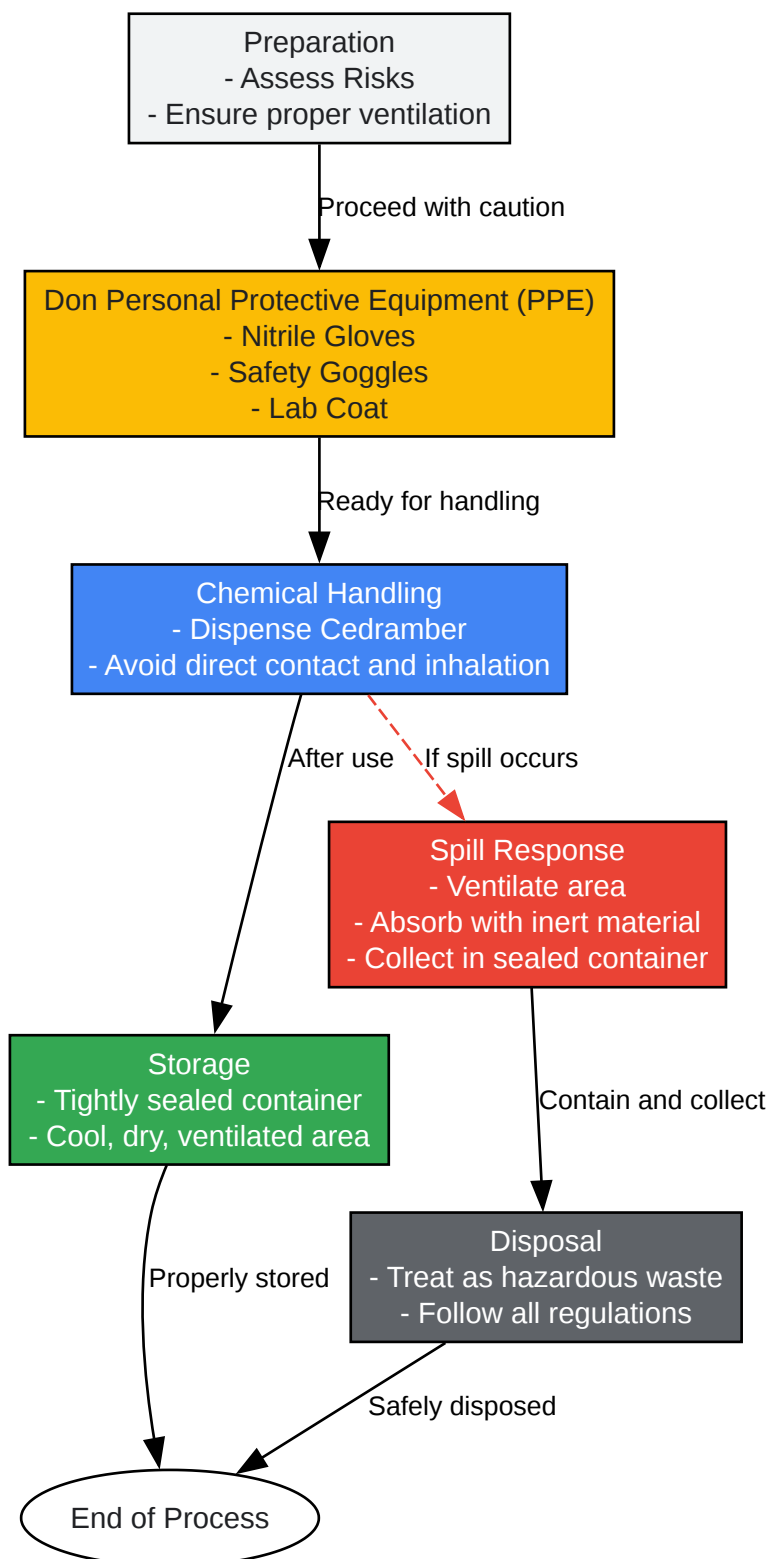 Preparation
- Assess Risks
- Ensure proper ventilation
Proceed with caution
Don Personal Protective Equipment (PPE)
- Nitrile Gloves
- Safety Goggles
- Lab Coat
Ready for handling
Chemical Handling
- Dispense Cedramber
- Avoid direct contact and inhalation
After use
If spill occurs
Spill Response
- Ventilate area
- Absorb with inert material
- Collect in sealed container
Storage
- Tightly sealed container
- Cool, dry, ventilated area
Contain and collect
Disposal
- Treat as hazardous waste
- Follow all regulations
Properly stored
Safely disposed
End of Process